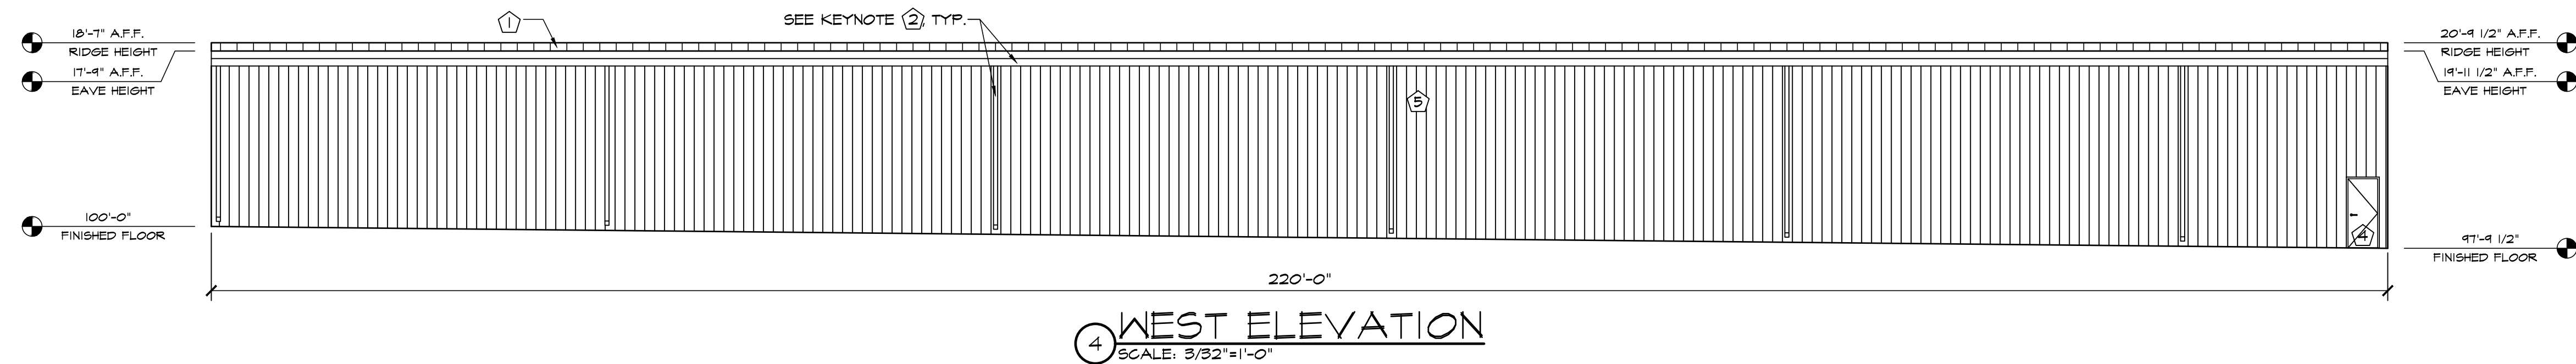 18'-7" A.F.F.
RIDGE HEIGHT
17'-9" A.F.F.
EAVE HEIGHT
100'-0"
FINISHED FLOOR
1
SEE KEYNOTE 2, TYP.
5
4
20'-9 1/2" A.F.F.
RIDGE HEIGHT
19'-11 1/2" A.F.F.
EAVE HEIGHT
97'-9 1/2"
FINISHED FLOOR
220'-0"
4 WEST ELEVATION
SCALE: 3/32"=1'-0"